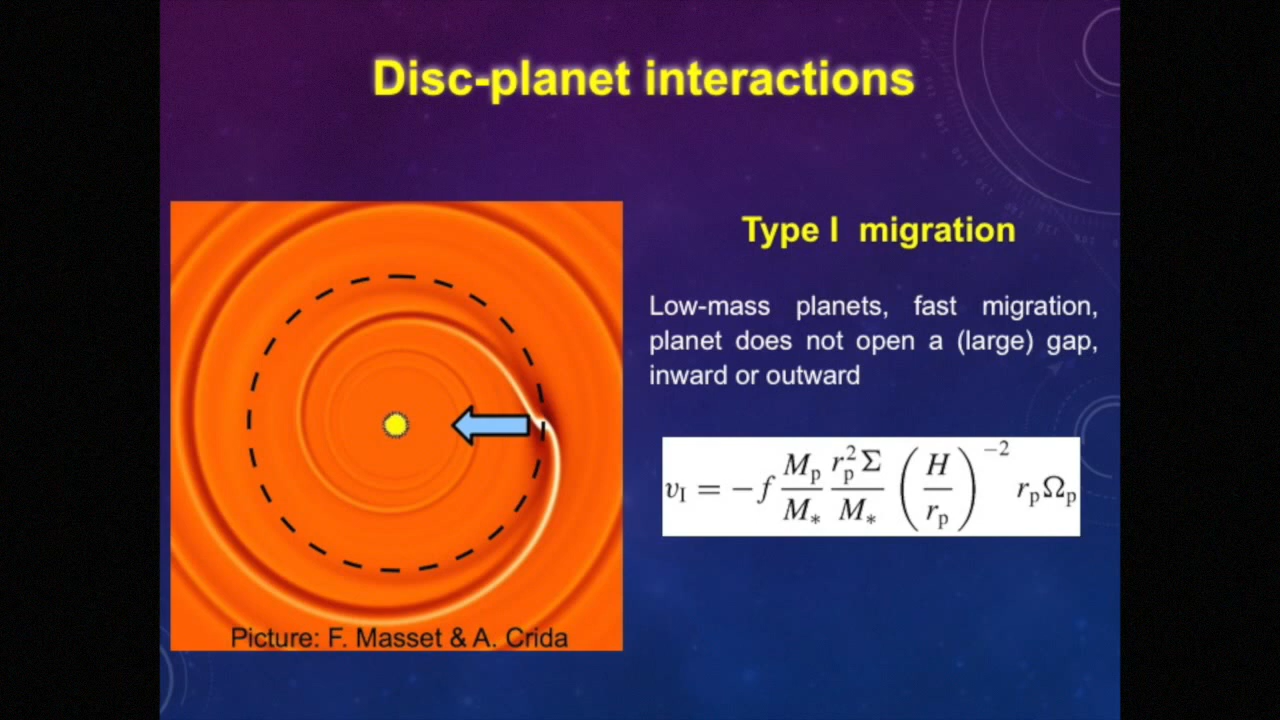 Disc-planet interactions
Type I migration
Low-mass planets, fast migration,
planet does not open a (large) gap,
inward or outward
v_I = −f (M_p / M_*) (r_p^2 Σ / M_*) (H / r_p)^−2 r_p Ω_p
Picture: F. Masset & A. Crida